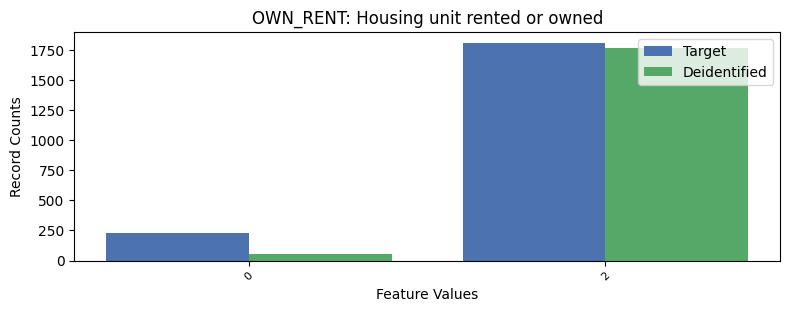 OWN_RENT: Housing unit rented or owned
Target
Deidentified
Record Counts
1750
1500
1250
1000
750
500
250
0
0
2
Feature Values